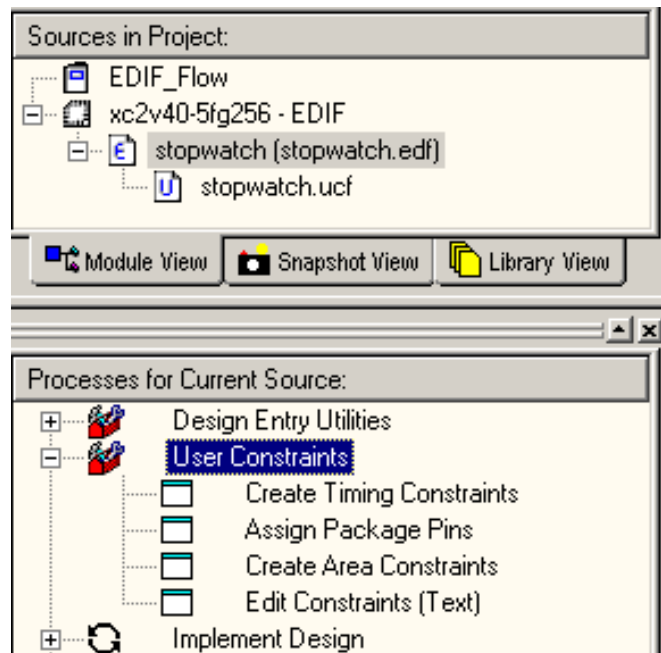 Sources in Project:
EDIF_Flow
xc2v40-5fg256 - EDIF
stopwatch (stopwatch.edf)
stopwatch.ucf
Module View Snapshot View Library View
Processes for Current Source:
Design Entry Utilities
User Constraints
Create Timing Constraints
Assign Package Pins
Create Area Constraints
Edit Constraints (Text)
Implement Design